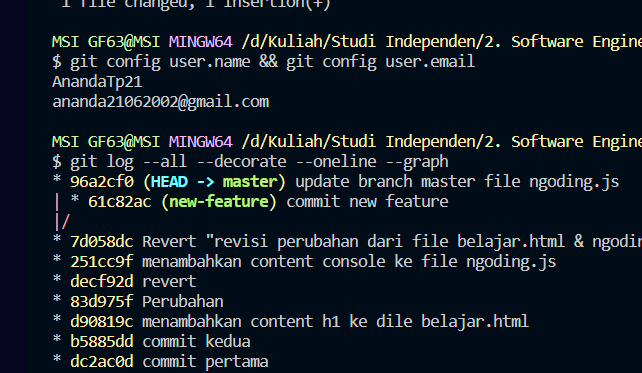 1 file changed, 1 insertion(+)
MSI GF63@MSI MINGW64 /d/Kuliah/Studi Independen/2. Software Engine
$ git config user.name && git config user.email
AnandaTp21
ananda21062002@gmail.com
MSI GF63@MSI MINGW64 /d/Kuliah/Studi Independen/2. Software Engine
$ git log --all --decorate --oneline --graph
* 96a2cf0 (HEAD -> master) update branch master file ngoding.js
| * 61c82ac (new-feature) commit new feature
|/
* 7d058dc Revert "revisi perubahan dari file belajar.html & ngodin
* 251cc9f menambahkan content console ke file ngoding.js
* decf92d revert
* 83d975f Perubahan
* d90819c menambahkan content h1 ke dile belajar.html
* b5885dd commit kedua
* dc2ac0d commit pertama